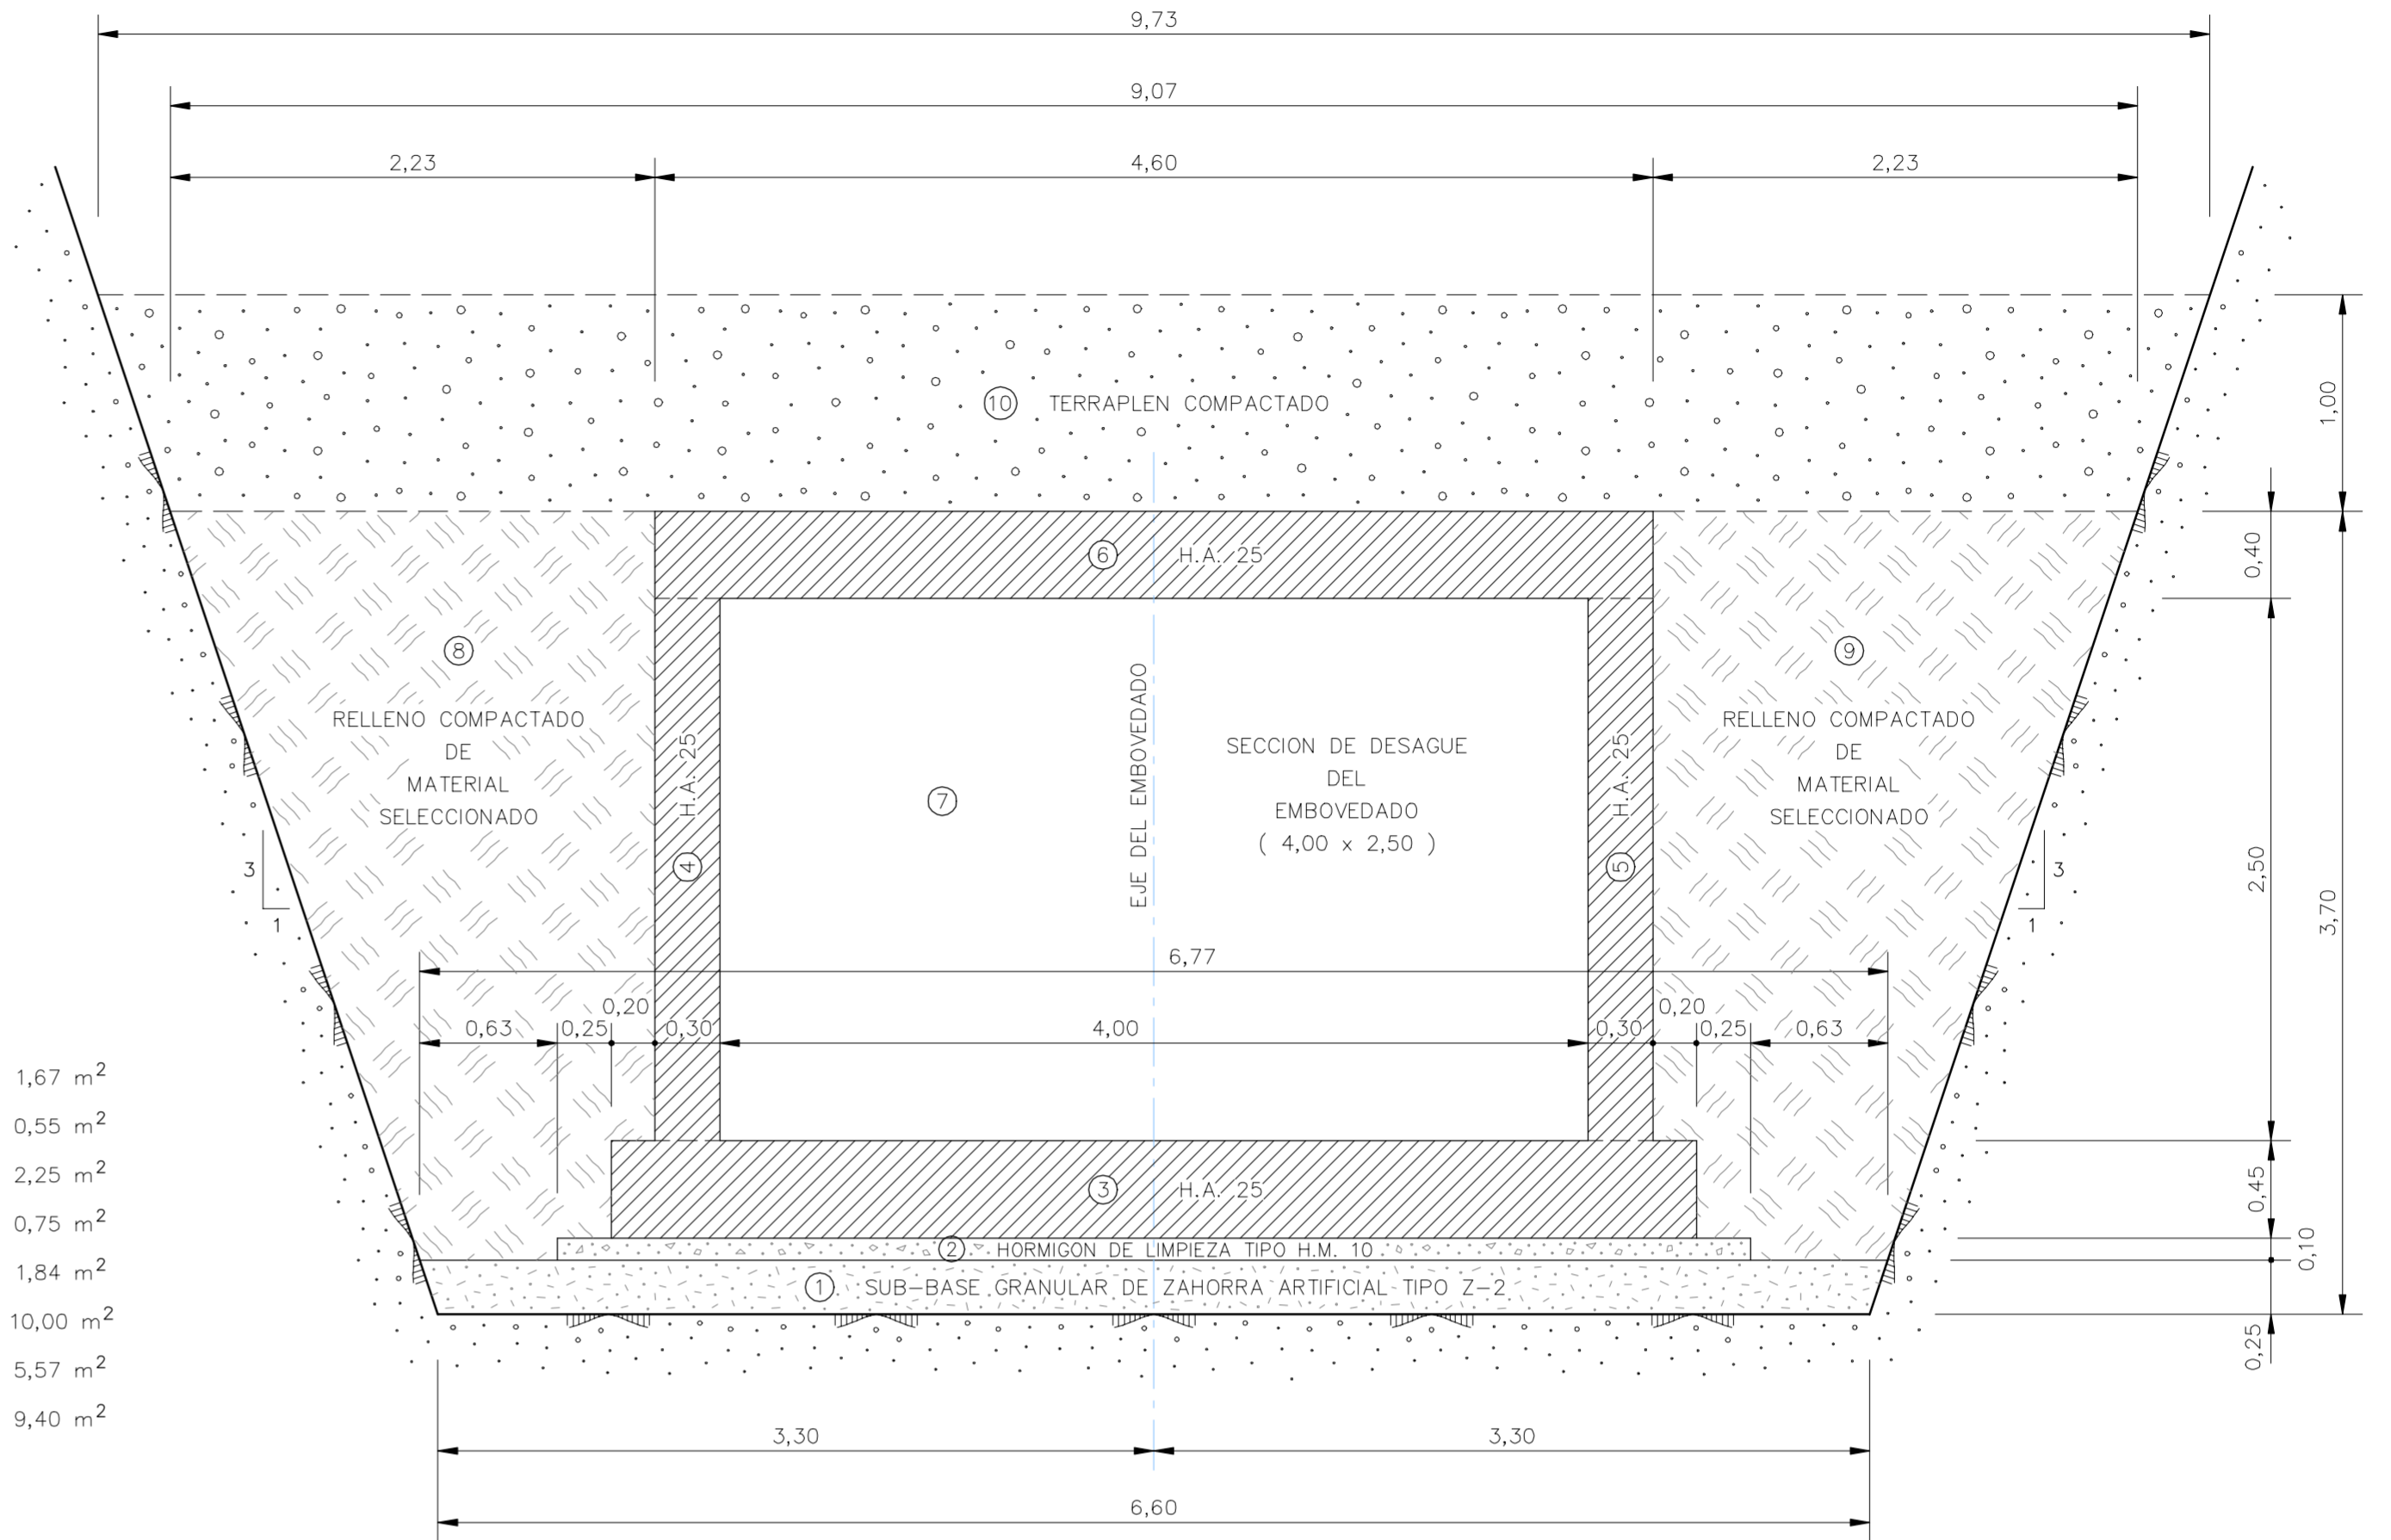 9,73
9,07
2,23
4,60
2,23
10 TERRAPLEN COMPACTADO
1,00
6 H.A. 25
0,40
8
RELLENO COMPACTADO
DE
MATERIAL
SELECCIONADO
H.A. 25
4
7
EJE DEL EMBOVEDADO
SECCION DE DESAGUE
DEL
EMBOVEDADO
( 4,00 x 2,50 )
H.A. 25
5
9
RELLENO COMPACTADO
DE
MATERIAL
SELECCIONADO
3
1
3
1
2,50
3,70
6,77
0,63
0,25
0,20
0,30
4,00
0,30
0,20
0,25
0,63
3 H.A. 25
0,45
2 HORMIGON DE LIMPIEZA TIPO H.M. 10
0,10
1 SUB-BASE GRANULAR DE ZAHORRA ARTIFICIAL TIPO Z-2
0,25
1,67 m²
0,55 m²
2,25 m²
0,75 m²
1,84 m²
10,00 m²
5,57 m²
9,40 m²
3,30
3,30
6,60